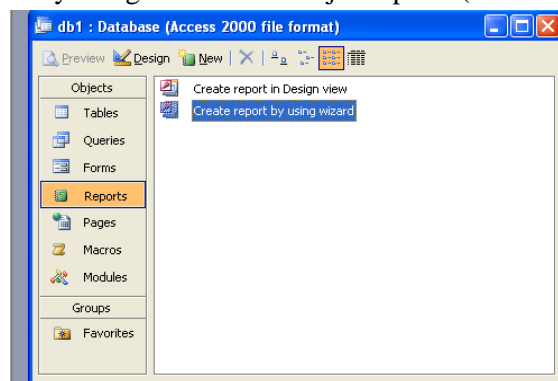 db1 : Database (Access 2000 file format)
Preview Design New
Objects
Create report in Design view
Tables
Create report by using wizard
Queries
Forms
Reports
Pages
Macros
Modules
Groups
Favorites